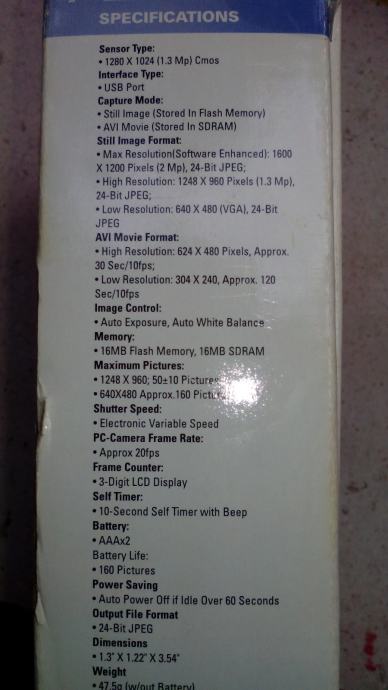 SPECIFICATIONS
Sensor Type:
• 1280 X 1024 (1.3 Mp) Cmos
Interface Type:
• USB Port
Capture Mode:
• Still Image (Stored In Flash Memory)
• AVI Movie (Stored In SDRAM)
Still Image Format:
• Max Resolution(Software Enhanced): 1600
X 1200 Pixels (2 Mp), 24-Bit JPEG;
• High Resolution: 1248 X 960 Pixels (1.3 Mp),
24-Bit JPEG;
• Low Resolution: 640 X 480 (VGA), 24-Bit
JPEG
AVI Movie Format:
• High Resolution: 624 X 480 Pixels, Approx.
30 Sec/10fps;
• Low Resolution: 304 X 240, Approx. 120
Sec/10fps
Image Control:
• Auto Exposure, Auto White Balance
Memory:
• 16MB Flash Memory, 16MB SDRAM
Maximum Pictures:
• 1248 X 960; 50±10 Pictures
• 640X480 Approx.160 Pictures
Shutter Speed:
• Electronic Variable Speed
PC-Camera Frame Rate:
• Approx 20fps
Frame Counter:
• 3-Digit LCD Display
Self Timer:
• 10-Second Self Timer with Beep
Battery:
• AAAx2
Battery Life:
• 160 Pictures
Power Saving
• Auto Power Off if Idle Over 60 Seconds
Output File Format
• 24-Bit JPEG
Dimensions
• 1.3" X 1.22" X 3.54"
Weight
• 47.5g (w/out Battery)